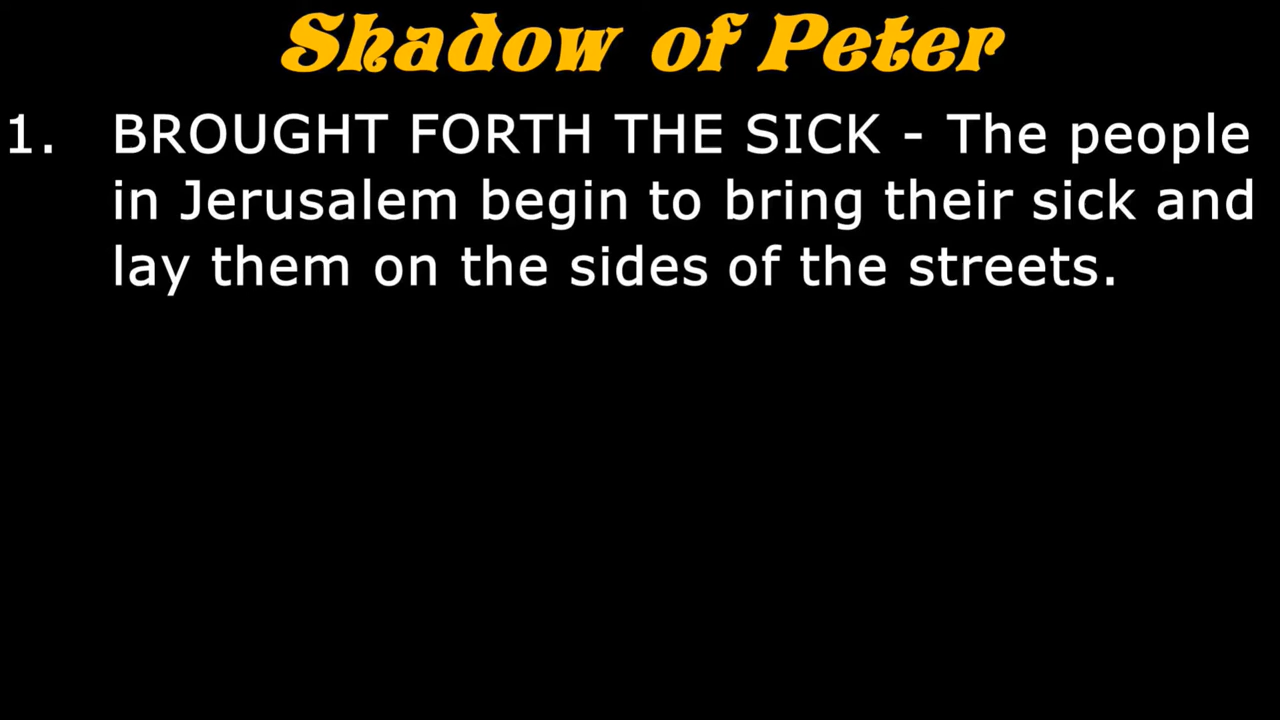 Shadow of Peter
1. BROUGHT FORTH THE SICK - The people
in Jerusalem begin to bring their sick and
lay them on the sides of the streets.